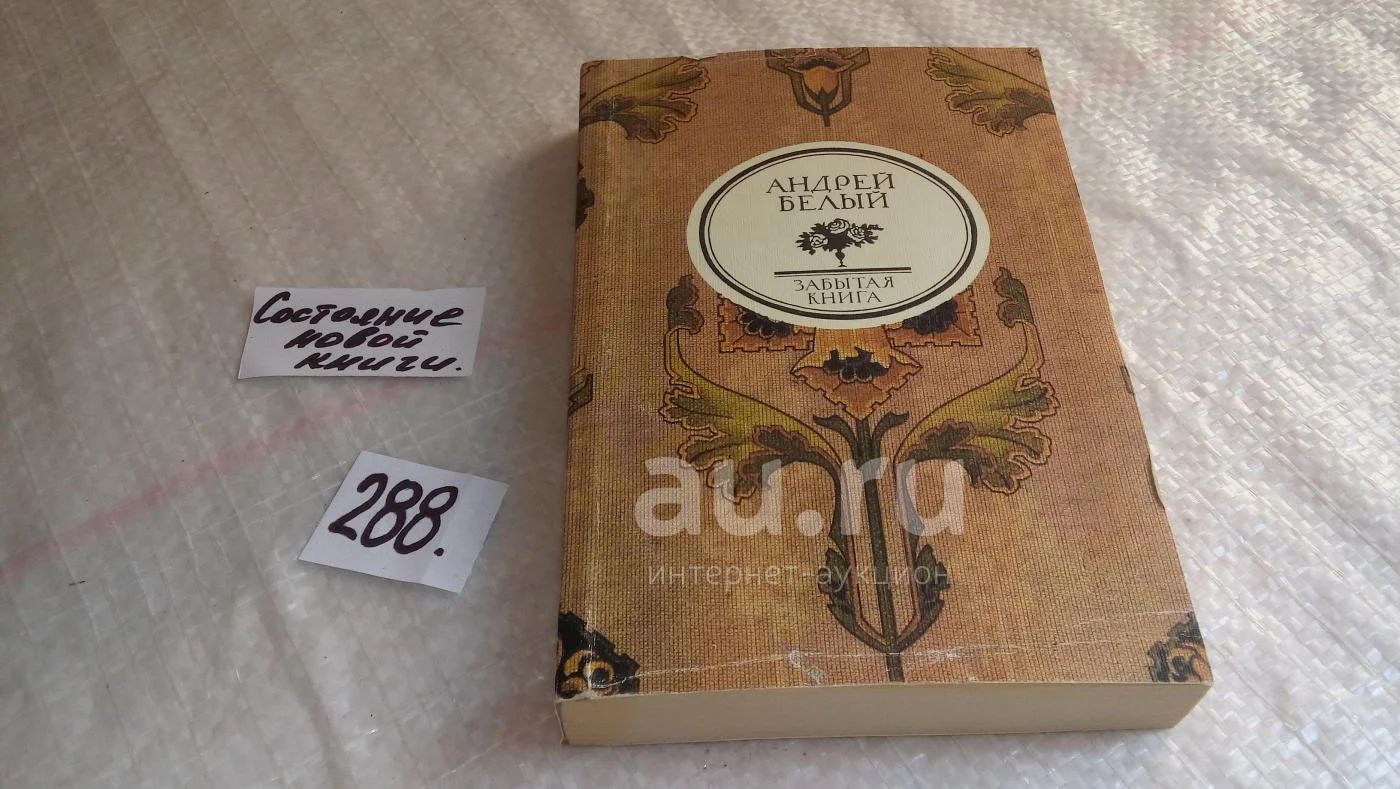 АНДРЕЙ
БЕЛЫЙ
ЗАБЫТАЯ
КНИГА
Состояние
новой
книги.
288.
au.ru
интернет-аукцион